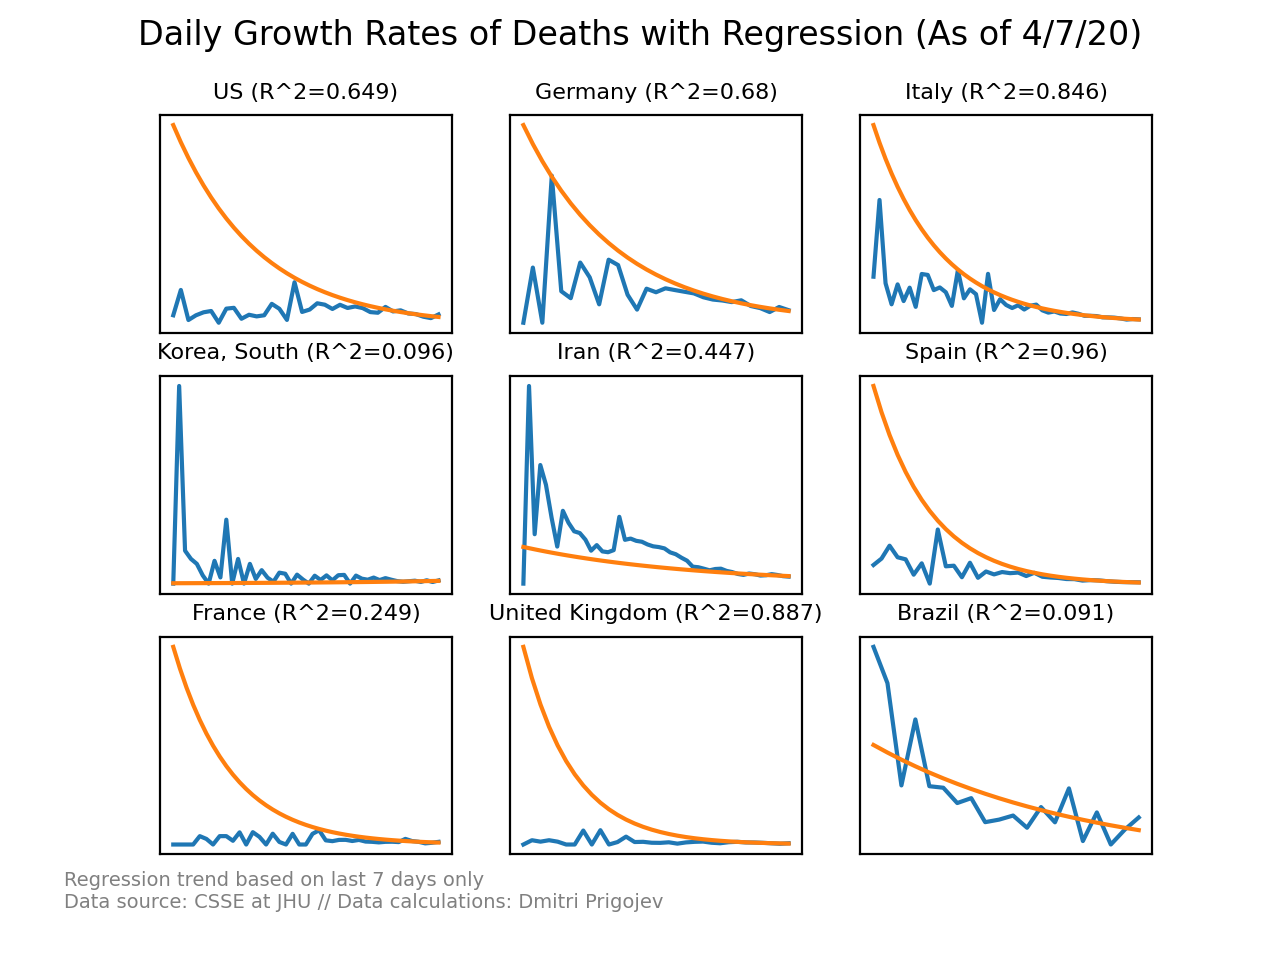 Daily Growth Rates of Deaths with Regression (As of 4/7/20)
US (R^2=0.649)
Germany (R^2=0.68)
Italy (R^2=0.846)
Korea, South (R^2=0.096)
Iran (R^2=0.447)
Spain (R^2=0.96)
France (R^2=0.249)
United Kingdom (R^2=0.887)
Brazil (R^2=0.091)
Regression trend based on last 7 days only
Data source: CSSE at JHU // Data calculations: Dmitri Prigojev